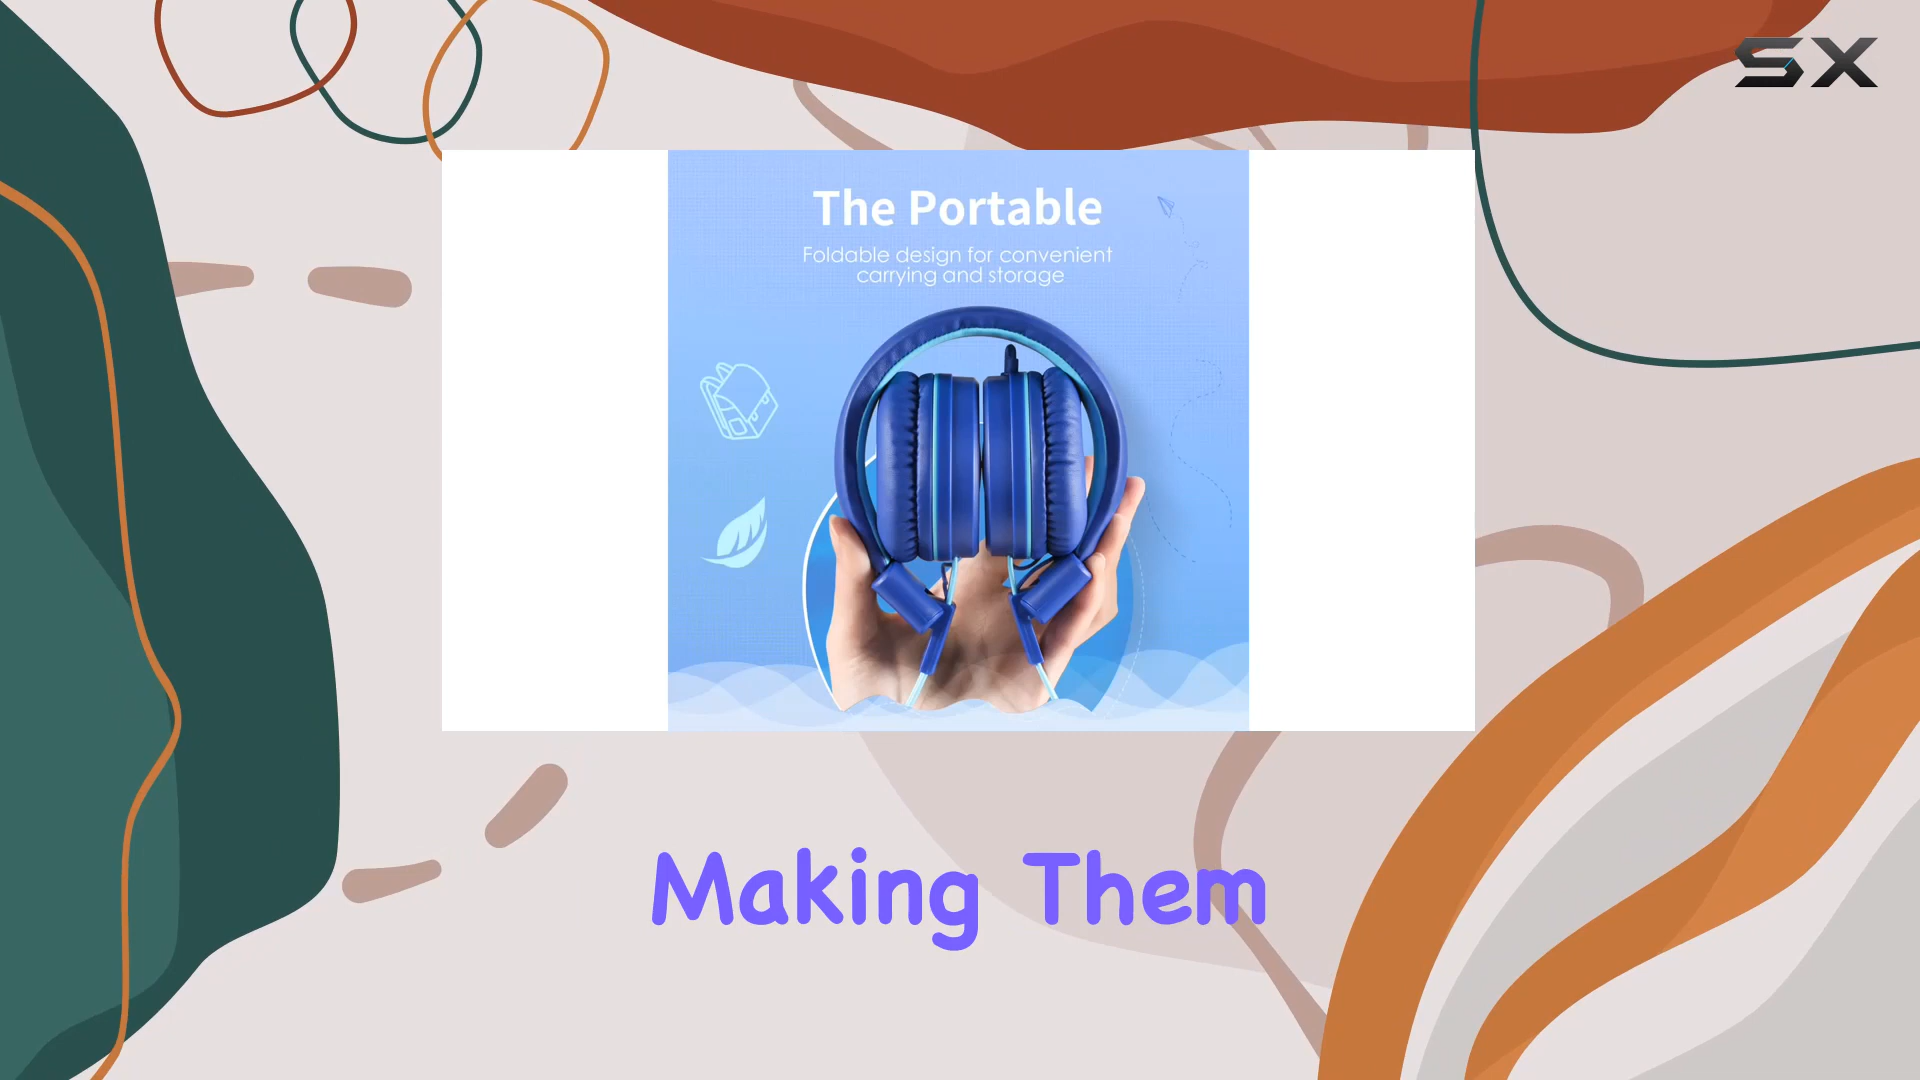 SX
The Portable
Foldable design for convenient
carrying and storage
Making Them